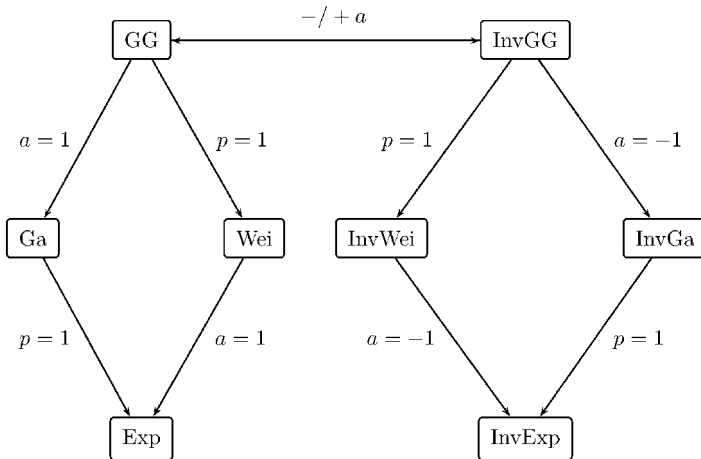 −/ + a
GG
InvGG
a = 1
p = 1
p = 1
a = −1
Ga
Wei
InvWei
InvGa
p = 1
a = 1
a = −1
p = 1
Exp
InvExp